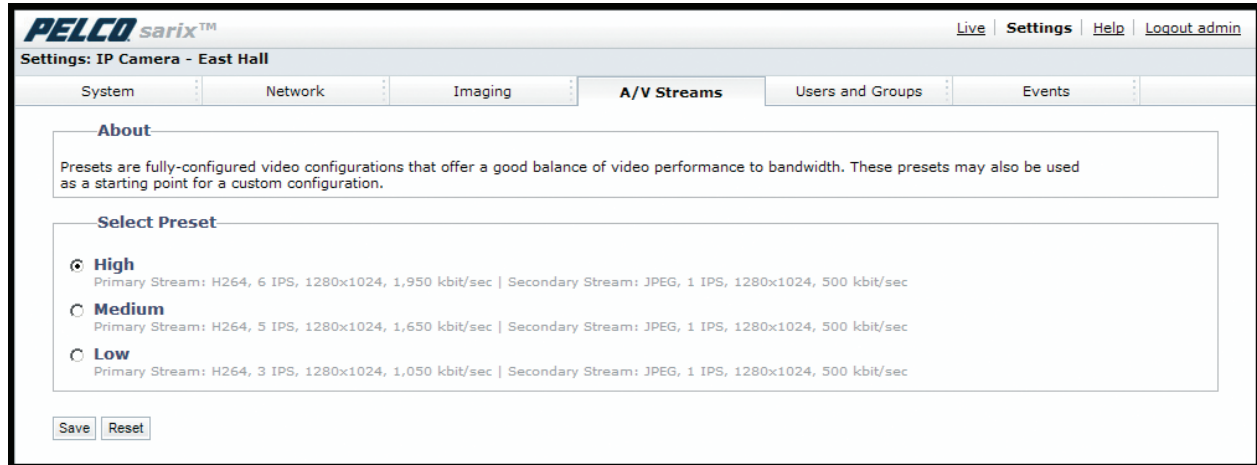 PELCO sarix™
Live | Settings | Help | Logout admin
Settings: IP Camera - East Hall
System Network Imaging A/V Streams Users and Groups Events
About
Presets are fully-configured video configurations that offer a good balance of video performance to bandwidth. These presets may also be used
as a starting point for a custom configuration.
Select Preset
High
Primary Stream: H264, 6 IPS, 1280x1024, 1,950 kbit/sec | Secondary Stream: JPEG, 1 IPS, 1280x1024, 500 kbit/sec
Medium
Primary Stream: H264, 5 IPS, 1280x1024, 1,650 kbit/sec | Secondary Stream: JPEG, 1 IPS, 1280x1024, 500 kbit/sec
Low
Primary Stream: H264, 3 IPS, 1280x1024, 1,050 kbit/sec | Secondary Stream: JPEG, 1 IPS, 1280x1024, 500 kbit/sec
Save Reset